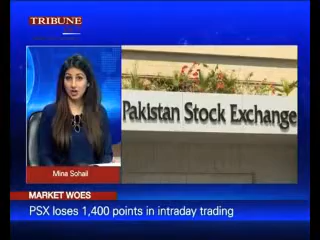 TRIBUNE
Pakistan Stock Exchange
Mina Sohail
MARKET WOES
PSX loses 1,400 points in intraday trading